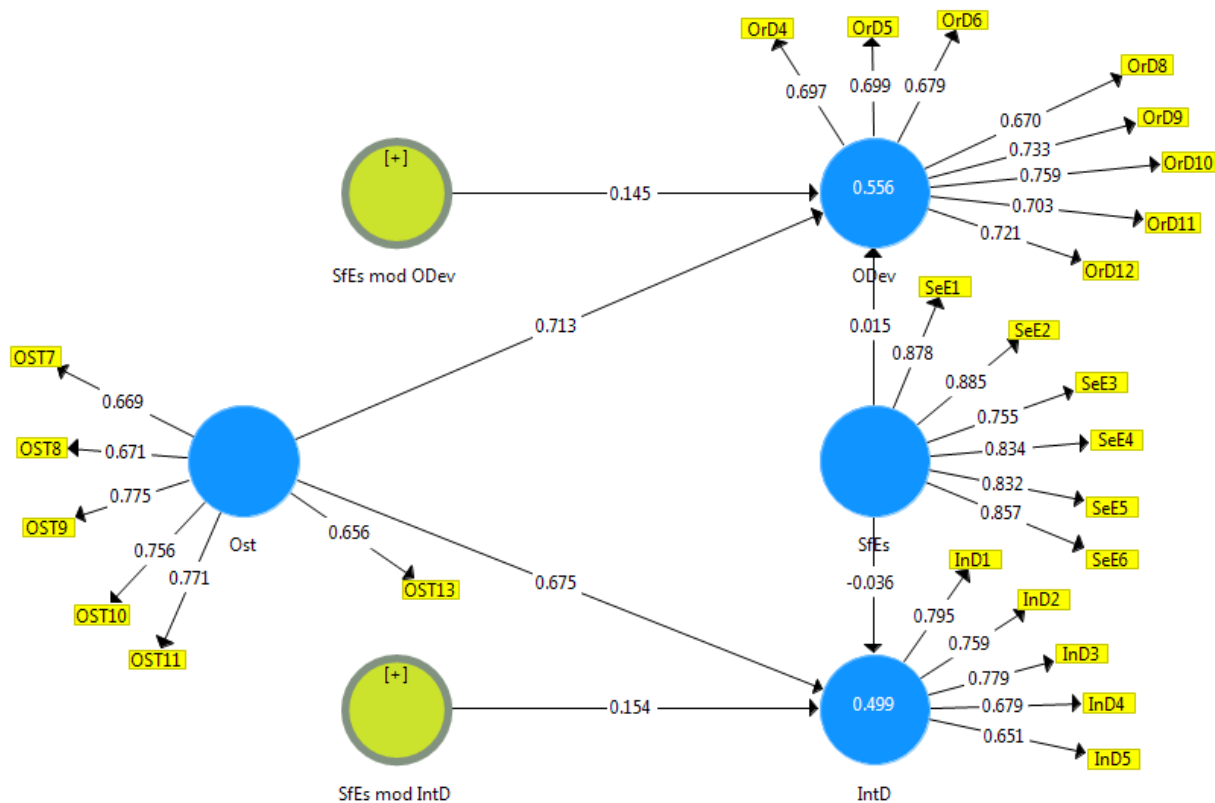 OrD4
OrD5
OrD6
OrD8
0.697
0.699
0.679
0.670
OrD9
0.733
[+]
0.759
OrD10
0.145
0.556
0.703
OrD11
0.721
SfEs mod ODev
ODev
OrD12
SeE1
0.713
0.015
SeE2
OST7
0.878
0.885
SeE3
0.669
0.755
OST8
0.671
0.834
SeE4
0.775
0.832
SeE5
OST9
0.656
0.857
0.756
Ost
SfEs
SeE6
0.771
InD1
OST13
0.675
-0.036
OST10
0.795
InD2
OST11
0.759
InD3
[+]
0.779
0.154
0.499
0.679
InD4
0.651
InD5
SfEs mod IntD
IntD